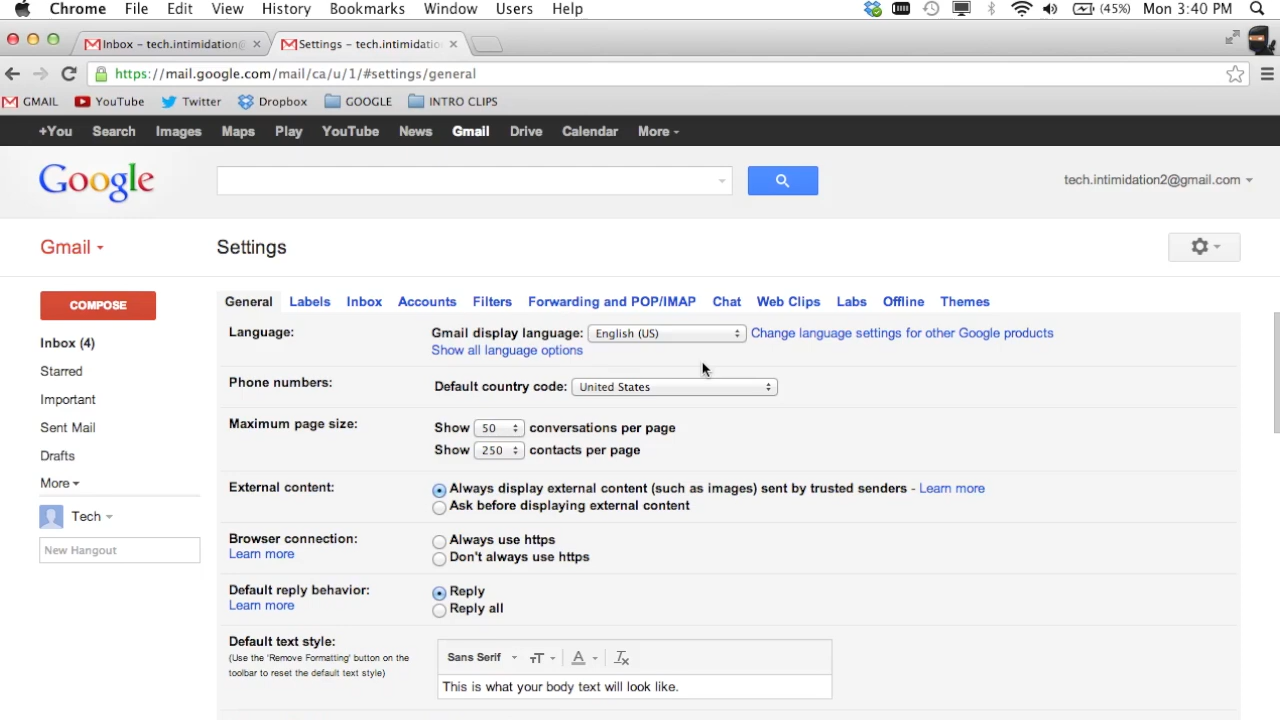 Chrome File Edit View History Bookmarks Window Users Help (45%) Mon 3:40 PM
Inbox – tech.intimidation@ Settings – tech.intimidatio
https://mail.google.com/mail/ca/u/1/#settings/general
GMAIL YouTube Twitter Dropbox GOOGLE INTRO CLIPS
+You Search Images Maps Play YouTube News Gmail Drive Calendar More
Google tech.intimidation2@gmail.com
Gmail Settings
COMPOSE
Inbox (4)
Starred
Important
Sent Mail
Drafts
More
Tech
New Hangout
General Labels Inbox Accounts Filters Forwarding and POP/IMAP Chat Web Clips Labs Offline Themes
Language: Gmail display language: English (US) Change language settings for other Google products
Show all language options
Phone numbers: Default country code: United States
Maximum page size: Show 50 conversations per page
Show 250 contacts per page
External content: Always display external content (such as images) sent by trusted senders - Learn more
Ask before displaying external content
Browser connection: Always use https
Learn more Don't always use https
Default reply behavior: Reply
Learn more Reply all
Default text style:
(Use the 'Remove Formatting' button on the
toolbar to reset the default text style)
Sans Serif TT A Tx
This is what your body text will look like.